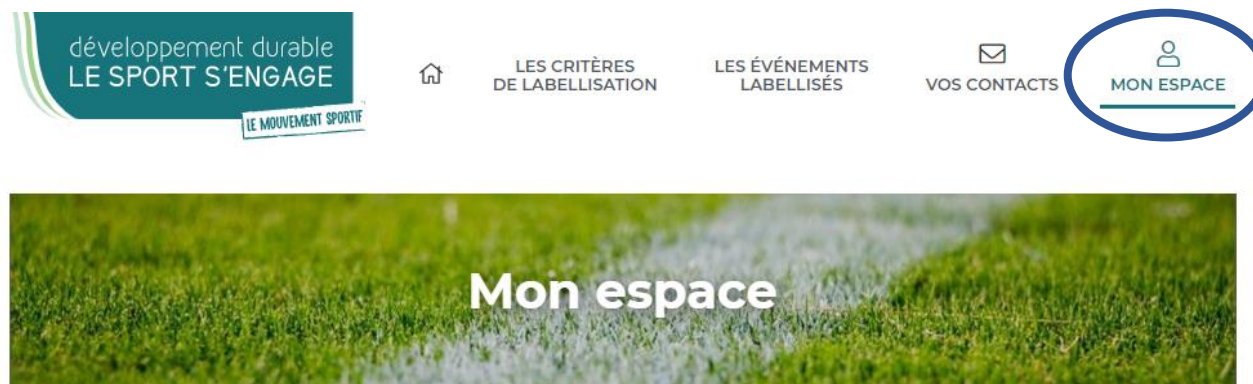 développement durable
LE SPORT S'ENGAGE
LE MOUVEMENT SPORTIF
LES CRITÈRES
DE LABELLISATION
LES ÉVÉNEMENTS
LABELLISÉS
VOS CONTACTS
MON ESPACE
Mon espace